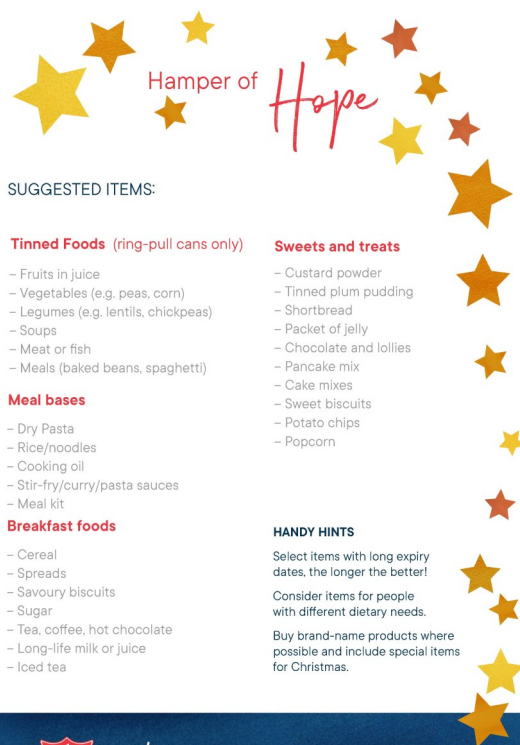 Hamper of Hope
SUGGESTED ITEMS:
Tinned Foods (ring-pull cans only)
– Fruits in juice
– Vegetables (e.g. peas, corn)
– Legumes (e.g. lentils, chickpeas)
– Soups
– Meat or fish
– Meals (baked beans, spaghetti)
Meal bases
– Dry Pasta
– Rice/noodles
– Cooking oil
– Stir-fry/curry/pasta sauces
– Meal kit
Breakfast foods
– Cereal
– Spreads
– Savoury biscuits
– Sugar
– Tea, coffee, hot chocolate
– Long-life milk or juice
– Iced tea
Sweets and treats
– Custard powder
– Tinned plum pudding
– Shortbread
– Packet of jelly
– Chocolate and lollies
– Pancake mix
– Cake mixes
– Sweet biscuits
– Potato chips
– Popcorn
HANDY HINTS
Select items with long expiry
dates, the longer the better!
Consider items for people
with different dietary needs.
Buy brand-name products where
possible and include special items
for Christmas.